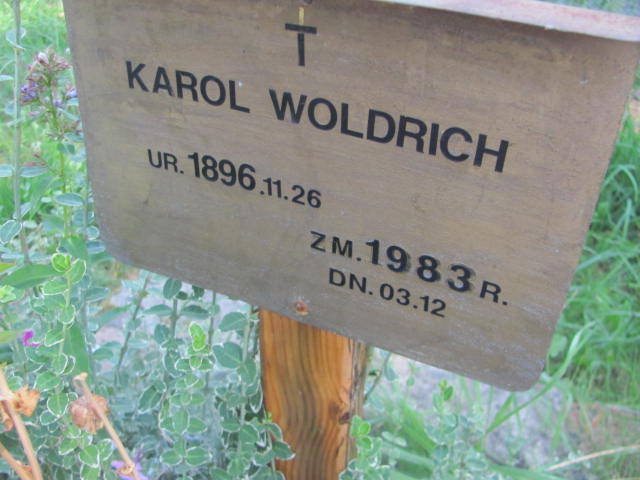 KAROL WOLDRICH
UR. 1896.11.26
ZM. 1983 R.
DN. 03.12